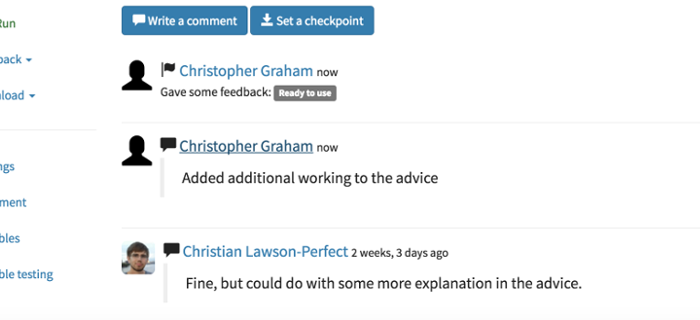 Write a comment Set a checkpoint
Run
Christopher Graham now
back
Gave some feedback: Ready to use
load
Christopher Graham now
ngs
Added additional working to the advice
ment
bles
Christian Lawson-Perfect 2 weeks, 3 days ago
ble testing
Fine, but could do with some more explanation in the advice.